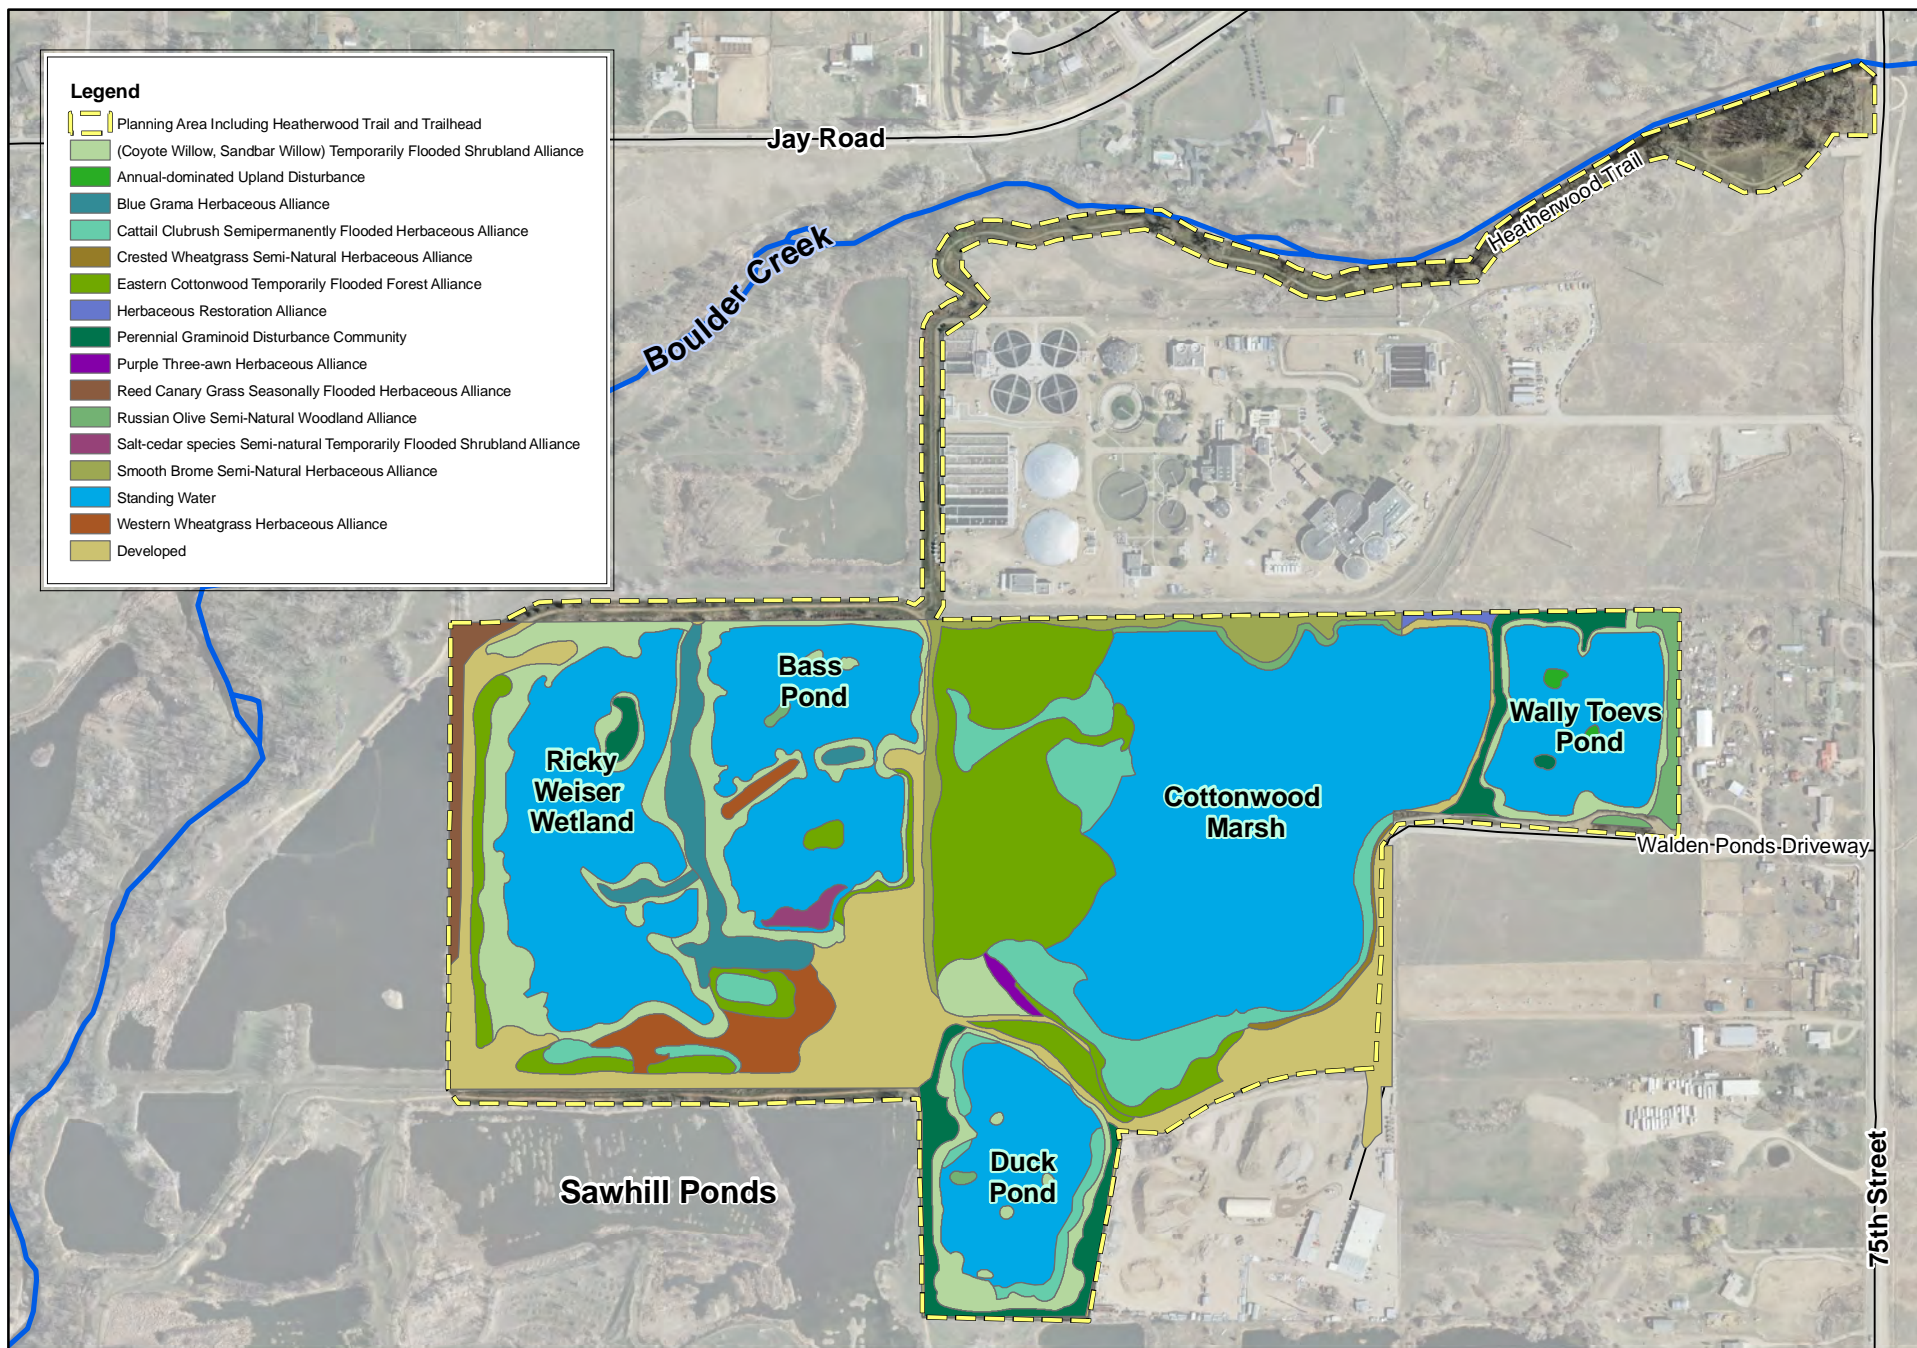 Legend
Planning Area Including Heatherwood Trail and Trailhead
(Coyote Willow, Sandbar Willow) Temporarily Flooded Shrubland Alliance
Annual-dominated Upland Disturbance
Blue Grama Herbaceous Alliance
Cattail Clubrush Semipermanently Flooded Herbaceous Alliance
Crested Wheatgrass Semi-Natural Herbaceous Alliance
Eastern Cottonwood Temporarily Flooded Forest Alliance
Herbaceous Restoration Alliance
Perennial Graminoid Disturbance Community
Purple Three-awn Herbaceous Alliance
Reed Canary Grass Seasonally Flooded Herbaceous Alliance
Russian Olive Semi-Natural Woodland Alliance
Salt-cedar species Semi-natural Temporarily Flooded Shrubland Alliance
Smooth Brome Semi-Natural Herbaceous Alliance
Standing Water
Western Wheatgrass Herbaceous Alliance
Developed
Jay Road
Heatherwood Trail
Boulder Creek
Bass
Pond
Ricky
Weiser
Wetland
Cottonwood
Marsh
Wally Toevs
Pond
Walden Ponds Driveway
Duck
Pond
Sawhill Ponds
75th Street